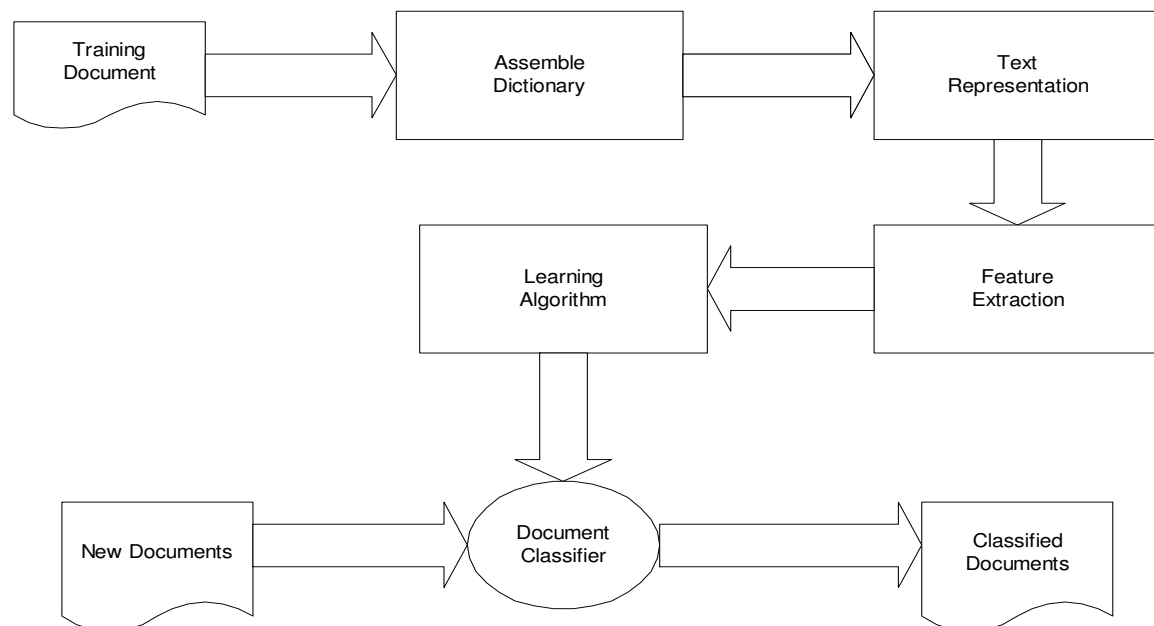 Training
Document
Assemble
Dictionary
Text
Representation
Learning
Algorithm
Feature
Extraction
New Documents
Document
Classifier
Classified
Documents